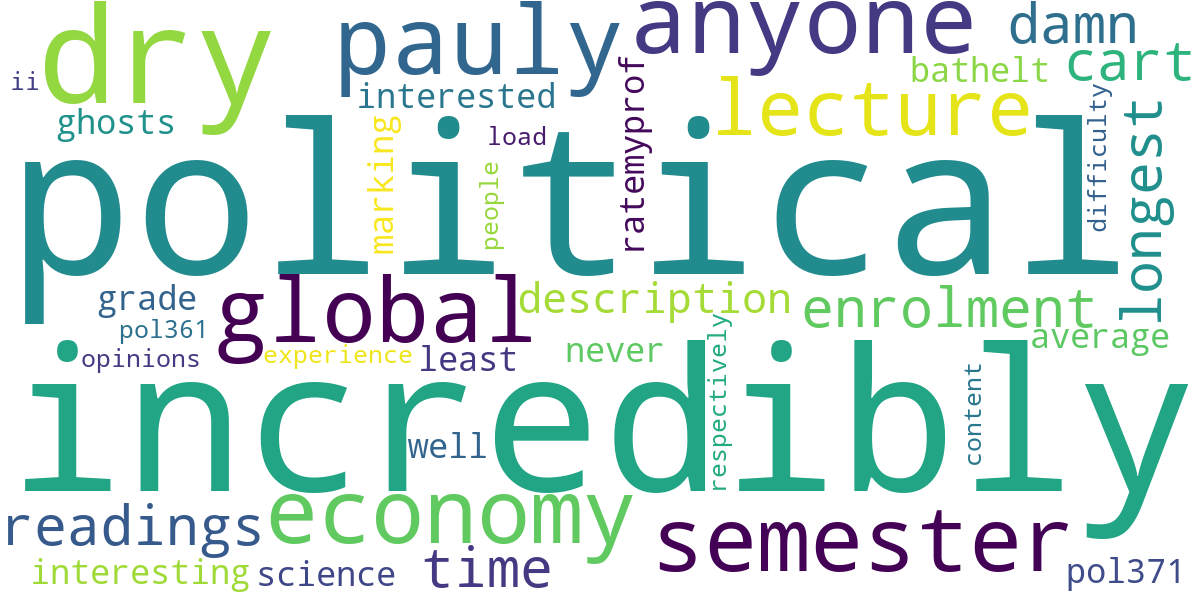 dry
pauly
anyone
damn
ii
ghosts
interested
lecture
bathelt
cart
political
marking
load
people
ratemyprof
difficulty
longest
grade
global
description
enrolment
pol361
opinions
experience
least
never
average
incredibly
well
respectively
content
readings
economy
semester
interesting
science
time
pol371